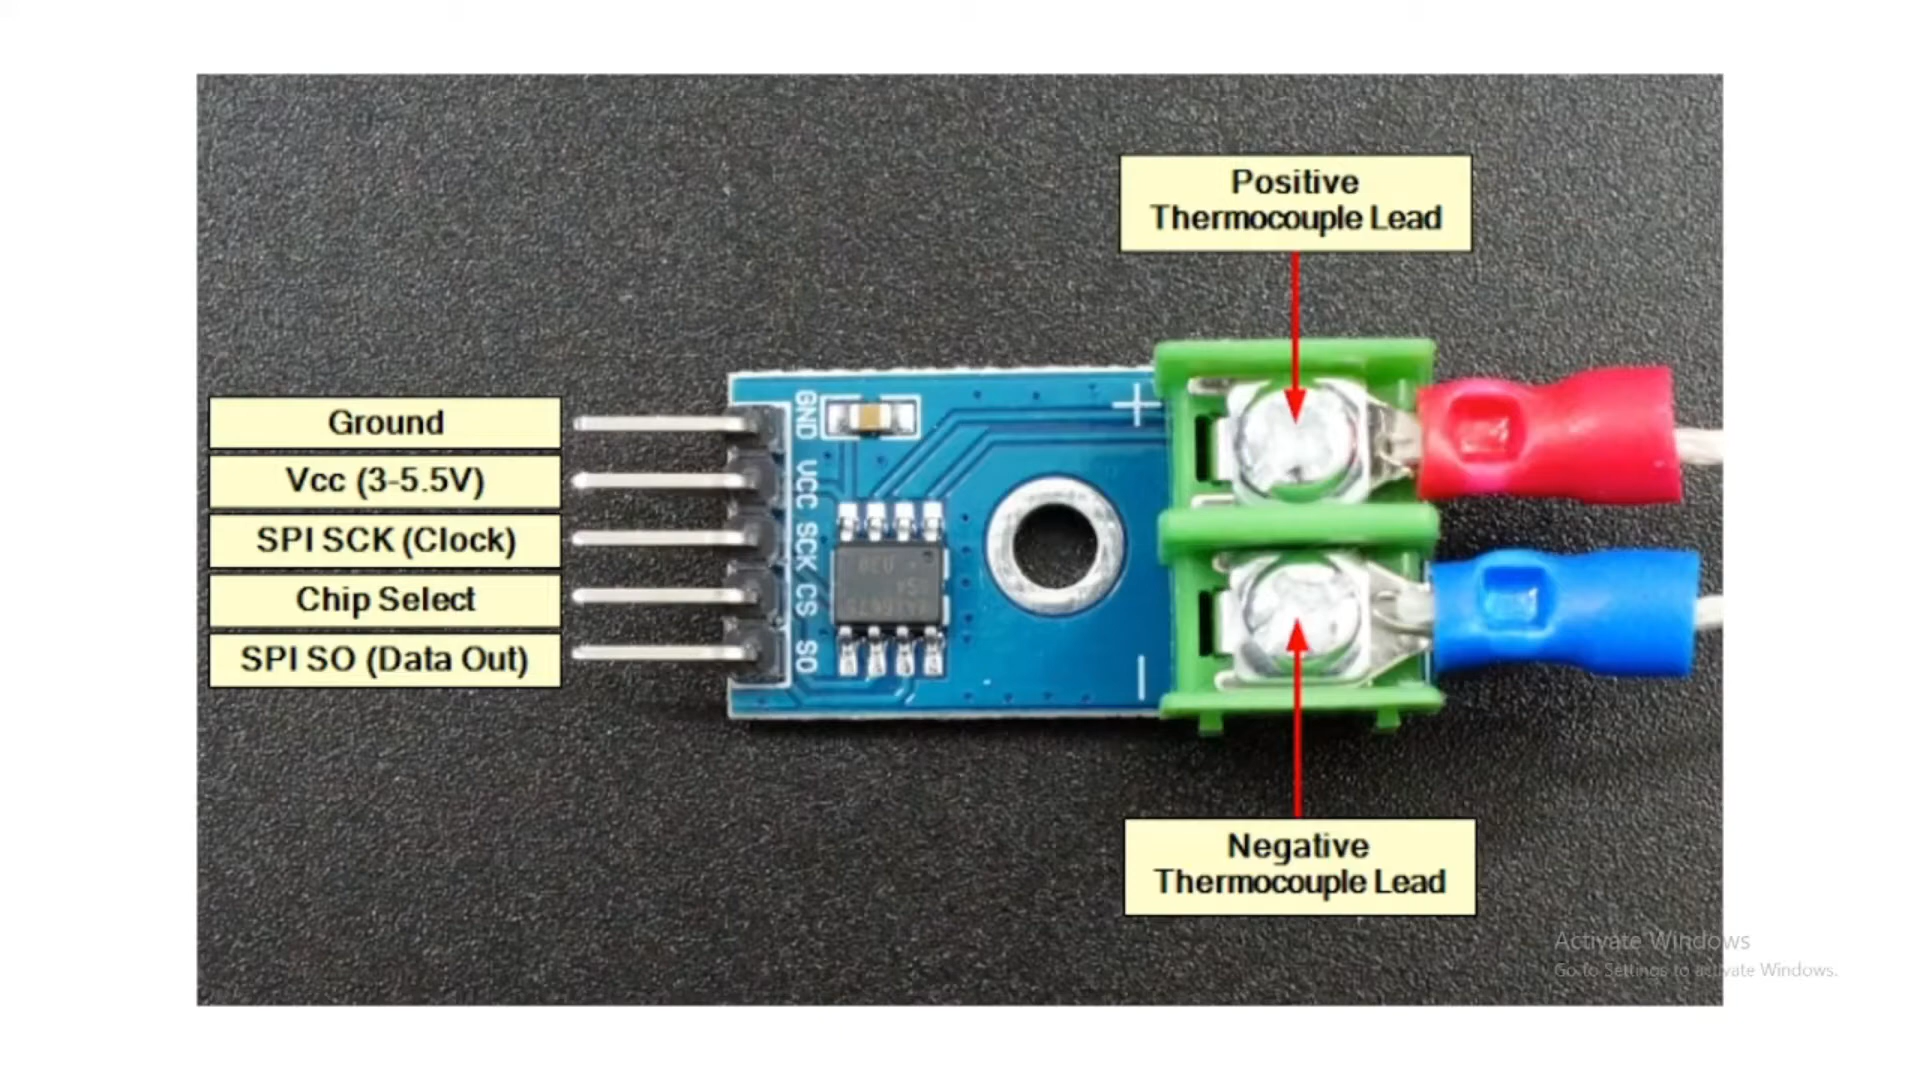 Positive
Thermocouple Lead
Ground
Vcc (3-5.5V)
SPI SCK (Clock)
Chip Select
SPI SO (Data Out)
GND
VCC
SCK
CS
SO
+
-
Negative
Thermocouple Lead
Activate Windows
Go to Settings to activate Windows.